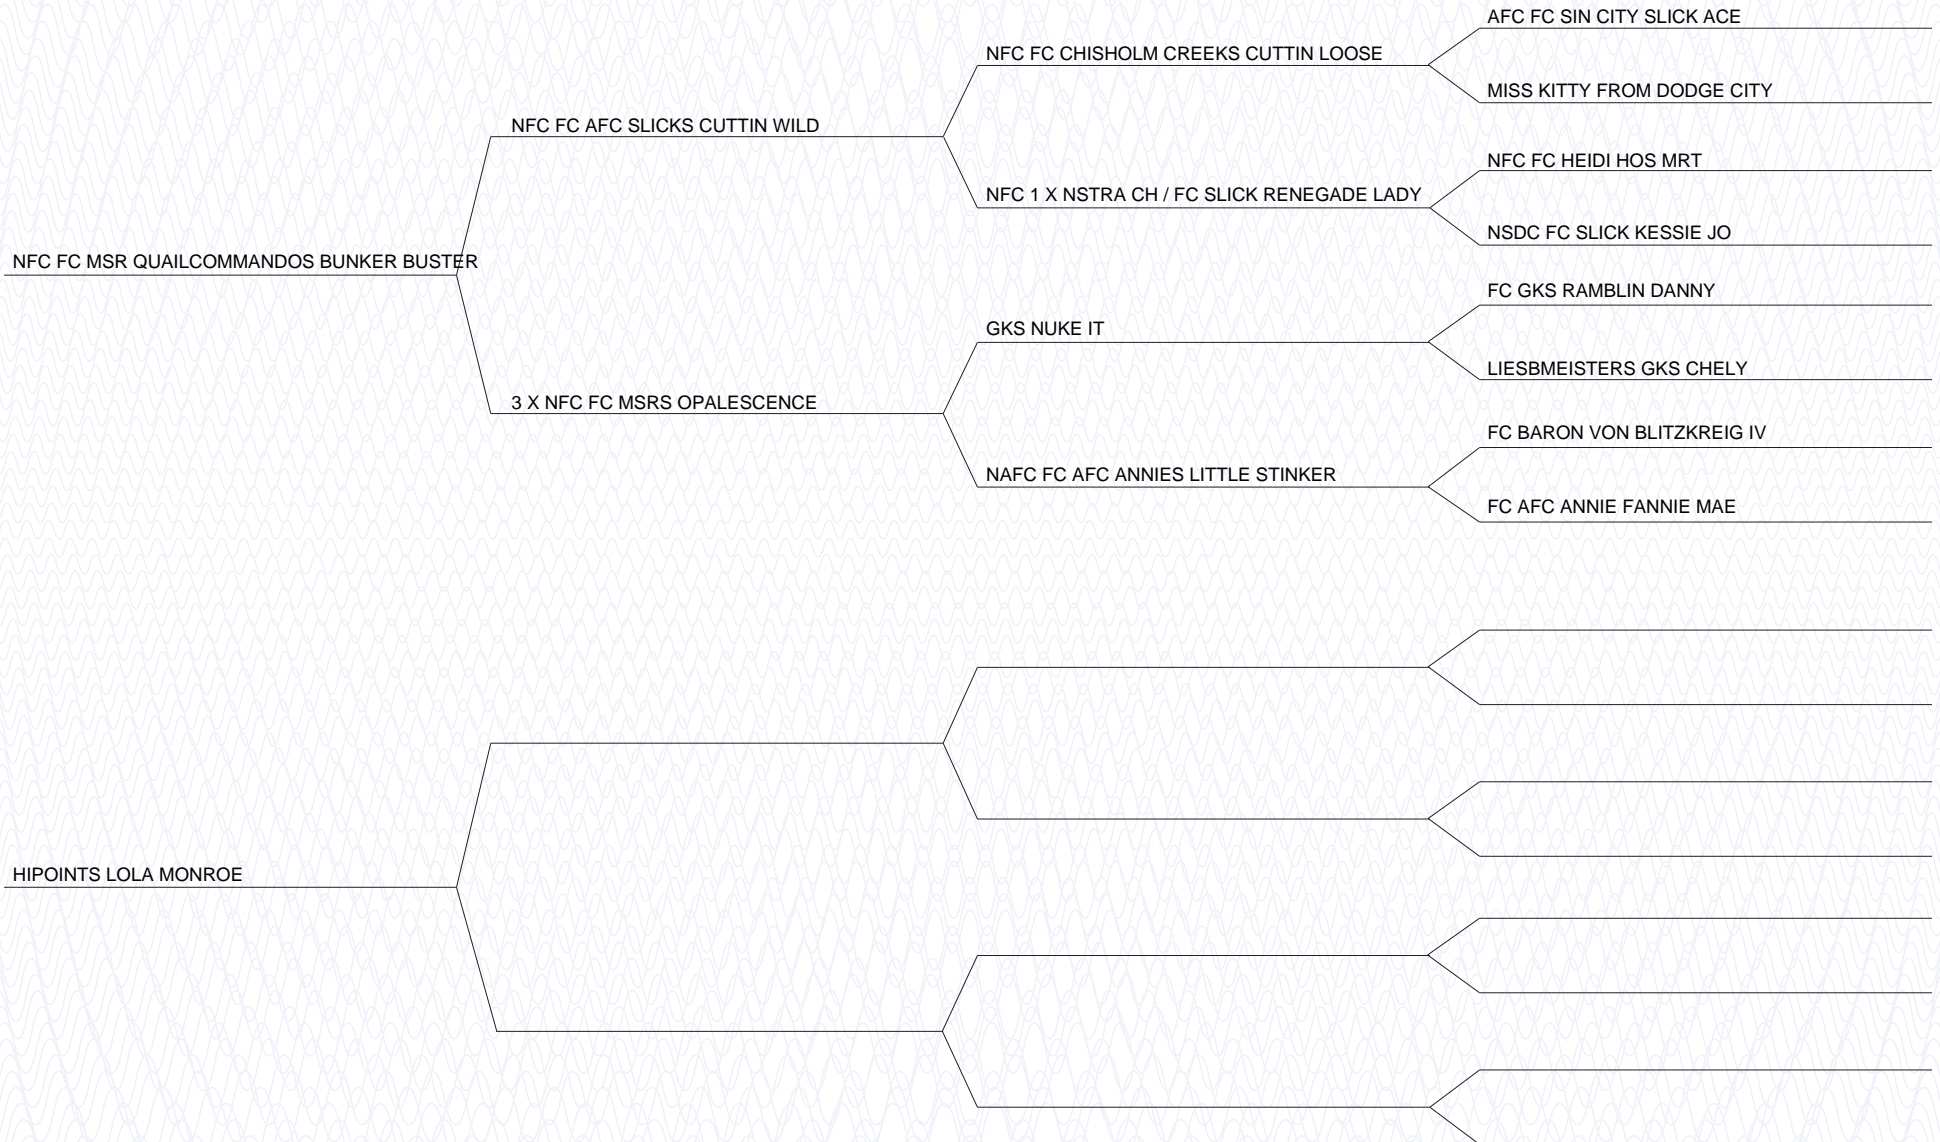 AFC FC SIN CITY SLICK ACE
NFC FC CHISHOLM CREEKS CUTTIN LOOSE
MISS KITTY FROM DODGE CITY
NFC FC AFC SLICKS CUTTIN WILD
NFC FC HEIDI HOS MRT
NFC 1 X NSTRA CH / FC SLICK RENEGADE LADY
NSDC FC SLICK KESSIE JO
NFC FC MSR QUAILCOMMANDOS BUNKER BUSTER
FC GKS RAMBLIN DANNY
GKS NUKE IT
LIESBMEISTERS GKS CHELY
3 X NFC FC MSRS OPALESCENCE
FC BARON VON BLITZKREIG IV
NAFC FC AFC ANNIES LITTLE STINKER
FC AFC ANNIE FANNIE MAE
HIPOINTS LOLA MONROE